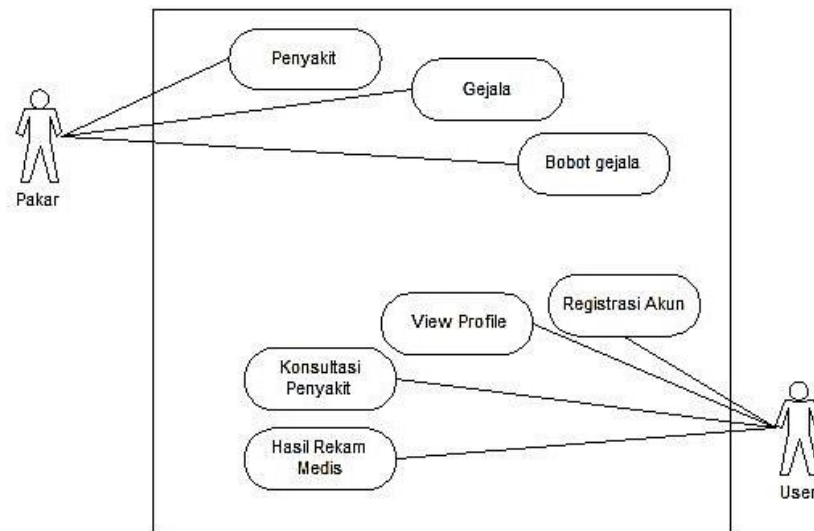 Penyakit
Gejala
Bobot gejala
Pakar
Registrasi Akun
View Profile
Konsultasi
Penyakit
Hasil Rekam
Medis
User